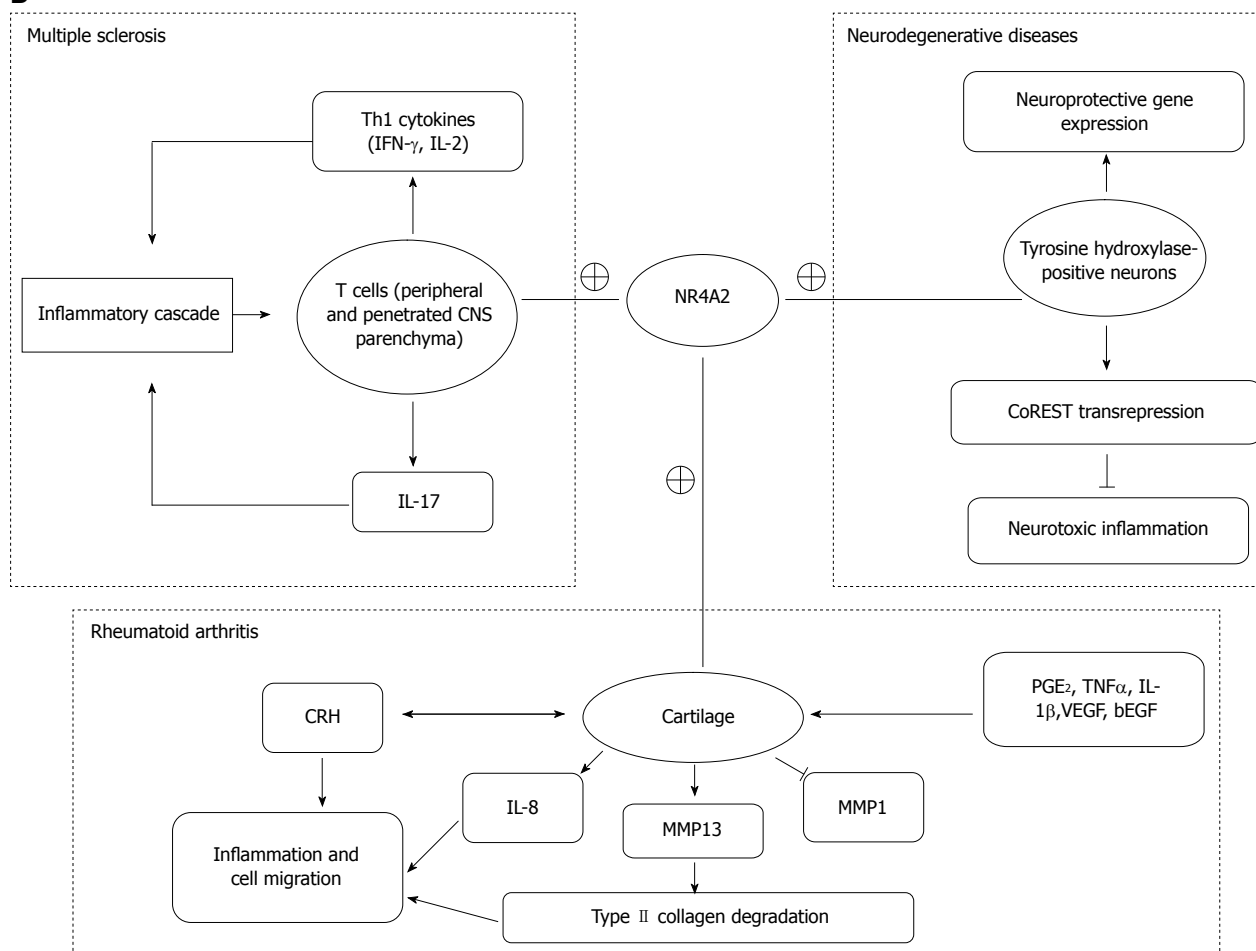 Multiple sclerosis
Th1 cytokines
(IFN-γ, IL-2)
Inflammatory cascade
T cells (peripheral
and penetrated CNS
parenchyma)
IL-17
NR4A2
Neurodegenerative diseases
Neuroprotective gene
expression
Tyrosine hydroxylase-
positive neurons
CoREST transrepression
Neurotoxic inflammation
Rheumatoid arthritis
CRH
Cartilage
PGE₂, TNFα, IL-
1β,VEGF, bEGF
IL-8
MMP13
MMP1
Inflammation and
cell migration
Type Ⅱ collagen degradation